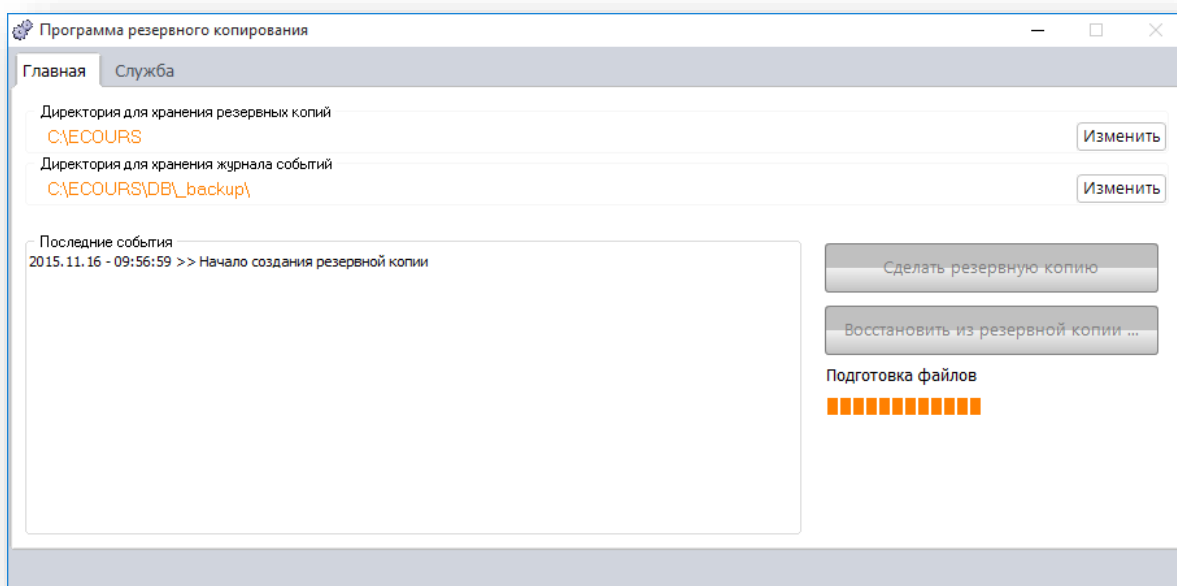 Программа резервного копирования
Главная Служба
Директория для хранения резервных копий
C:\ECOURS
Изменить
Директория для хранения журнала событий
C:\ECOURS\DB\_backup\
Изменить
Последние события
2015.11.16 - 09:56:59 >> Начало создания резервной копии
Сделать резервную копию
Восстановить из резервной копии ...
Подготовка файлов